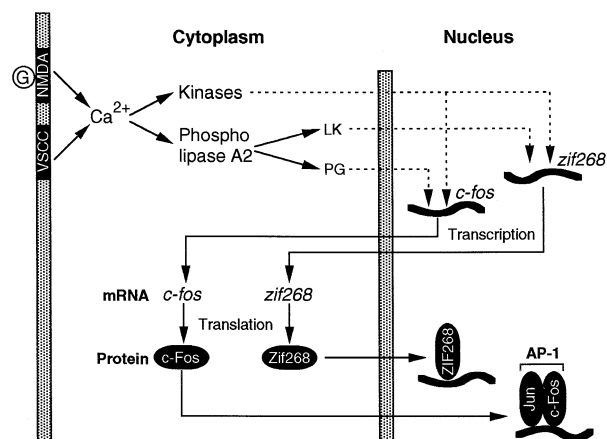 Cytoplasm
Nucleus
G
NMDA
VSCC
Ca2+
Kinases
Phospho
lipase A2
LK
PG
zif268
c-fos
Transcription
mRNA
c-fos
zif268
Translation
Protein
c-Fos
Zif268
ZIF268
AP-1
Jun
c-Fos